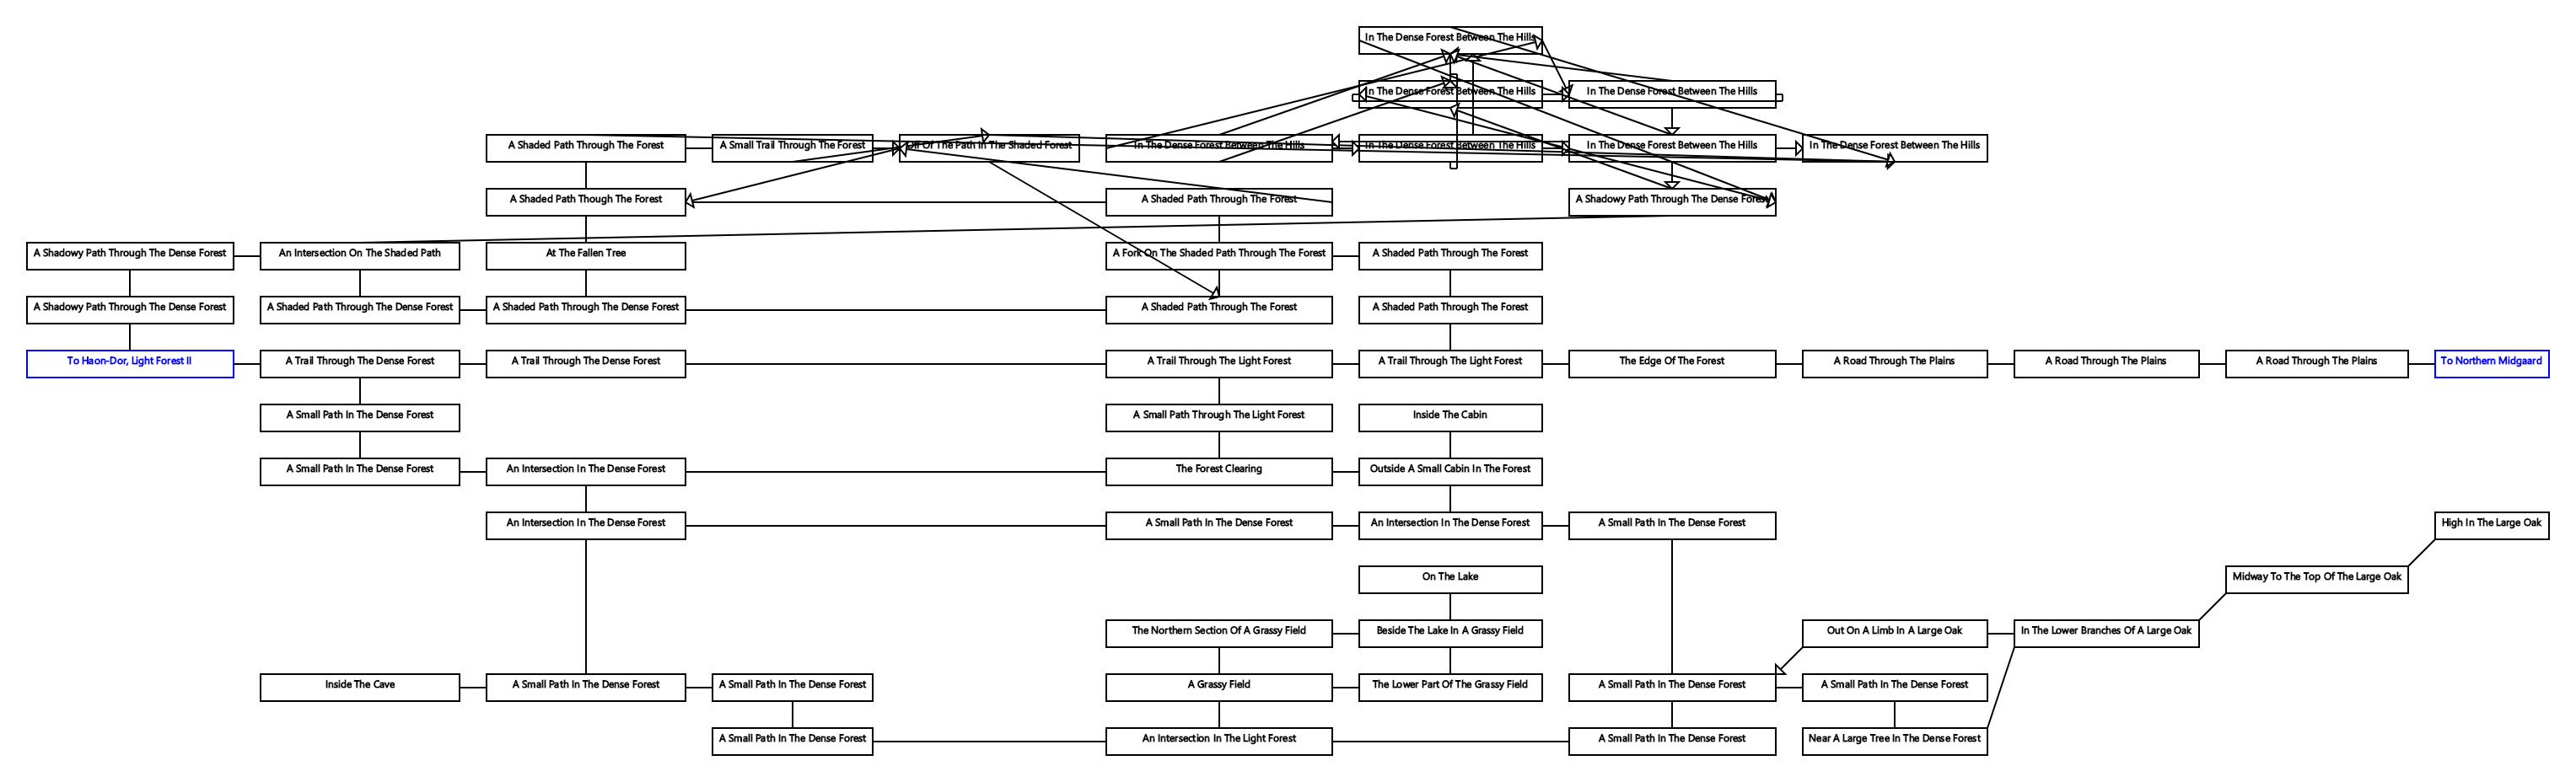 In The Dense Forest Between The Hills
In The Dense Forest Between The Hills
In The Dense Forest Between The Hills
A Shaded Path Through The Forest
A Small Trail Through The Forest
Off Of The Path In The Shaded Forest
In The Dense Forest Between The Hills
In The Dense Forest Between The Hills
In The Dense Forest Between The Hills
In The Dense Forest Between The Hills
A Shaded Path Though The Forest
A Shaded Path Through The Forest
A Shadowy Path Through The Dense Forest
A Shadowy Path Through The Dense Forest
An Intersection On The Shaded Path
At The Fallen Tree
A Fork On The Shaded Path Through The Forest
A Shaded Path Through The Forest
A Shadowy Path Through The Dense Forest
A Shaded Path Through The Dense Forest
A Shaded Path Through The Dense Forest
A Shaded Path Through The Forest
A Shaded Path Through The Forest
To Haon-Dor, Light Forest II
A Trail Through The Dense Forest
A Trail Through The Dense Forest
A Trail Through The Light Forest
A Trail Through The Light Forest
The Edge Of The Forest
A Road Through The Plains
A Road Through The Plains
A Road Through The Plains
To Northern Midgaard
A Small Path In The Dense Forest
A Small Path Through The Light Forest
Inside The Cabin
A Small Path In The Dense Forest
An Intersection In The Dense Forest
The Forest Clearing
Outside A Small Cabin In The Forest
An Intersection In The Dense Forest
A Small Path In The Dense Forest
An Intersection In The Dense Forest
A Small Path In The Dense Forest
High In The Large Oak
On The Lake
Midway To The Top Of The Large Oak
The Northern Section Of A Grassy Field
Beside The Lake In A Grassy Field
Out On A Limb In A Large Oak
In The Lower Branches Of A Large Oak
Inside The Cave
A Small Path In The Dense Forest
A Small Path In The Dense Forest
A Grassy Field
The Lower Part Of The Grassy Field
A Small Path In The Dense Forest
A Small Path In The Dense Forest
A Small Path In The Dense Forest
An Intersection In The Light Forest
A Small Path In The Dense Forest
Near A Large Tree In The Dense Forest